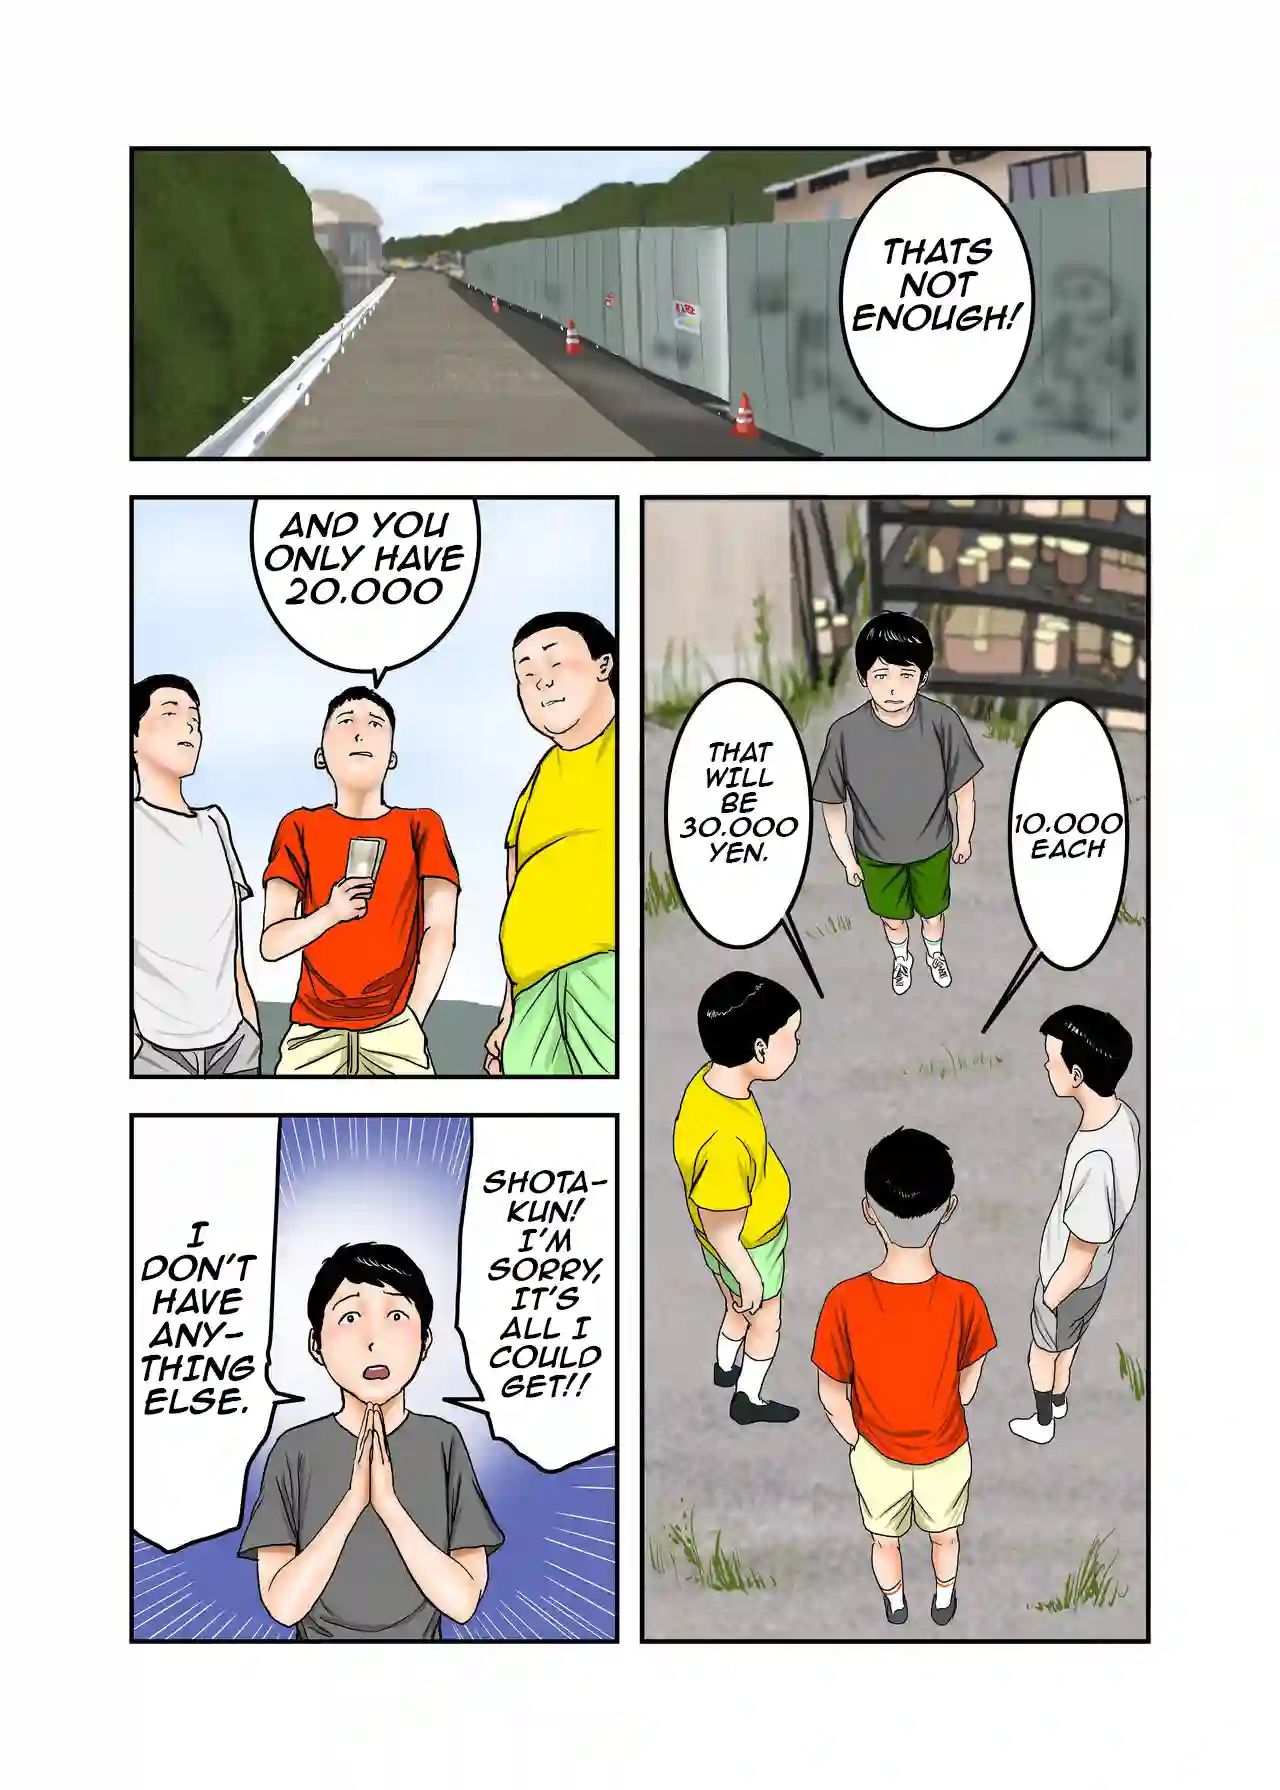 THATS
NOT
ENOUGH!
10.000
EACH
THAT
WILL
BE
30.000
YEN.
AND YOU
ONLY HAVE
20.000
SHOTA-
KUN!
I'M
SORRY,
IT'S
ALL I
COULD
GET!!
I
DON'T
HAVE
ANY-
THING
ELSE.